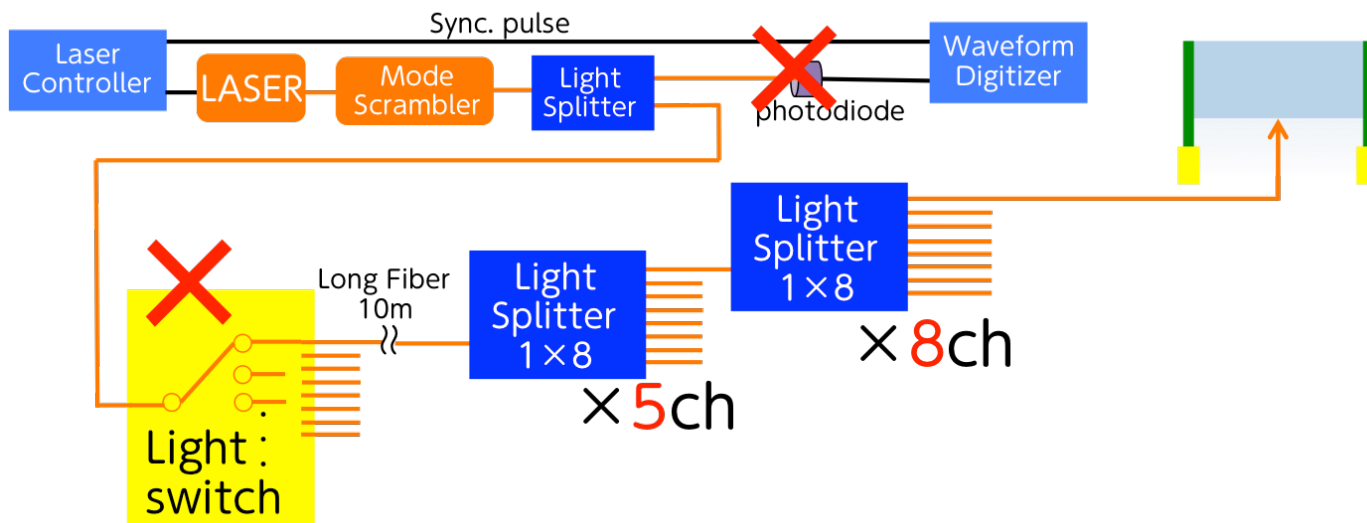 Sync. pulse
Laser
Controller
LASER
Mode
Scrambler
Light
Splitter
photodiode
Waveform
Digitizer
Light
switch
Long Fiber
10m
Light
Splitter
1×8
×5ch
Light
Splitter
1×8
×8ch